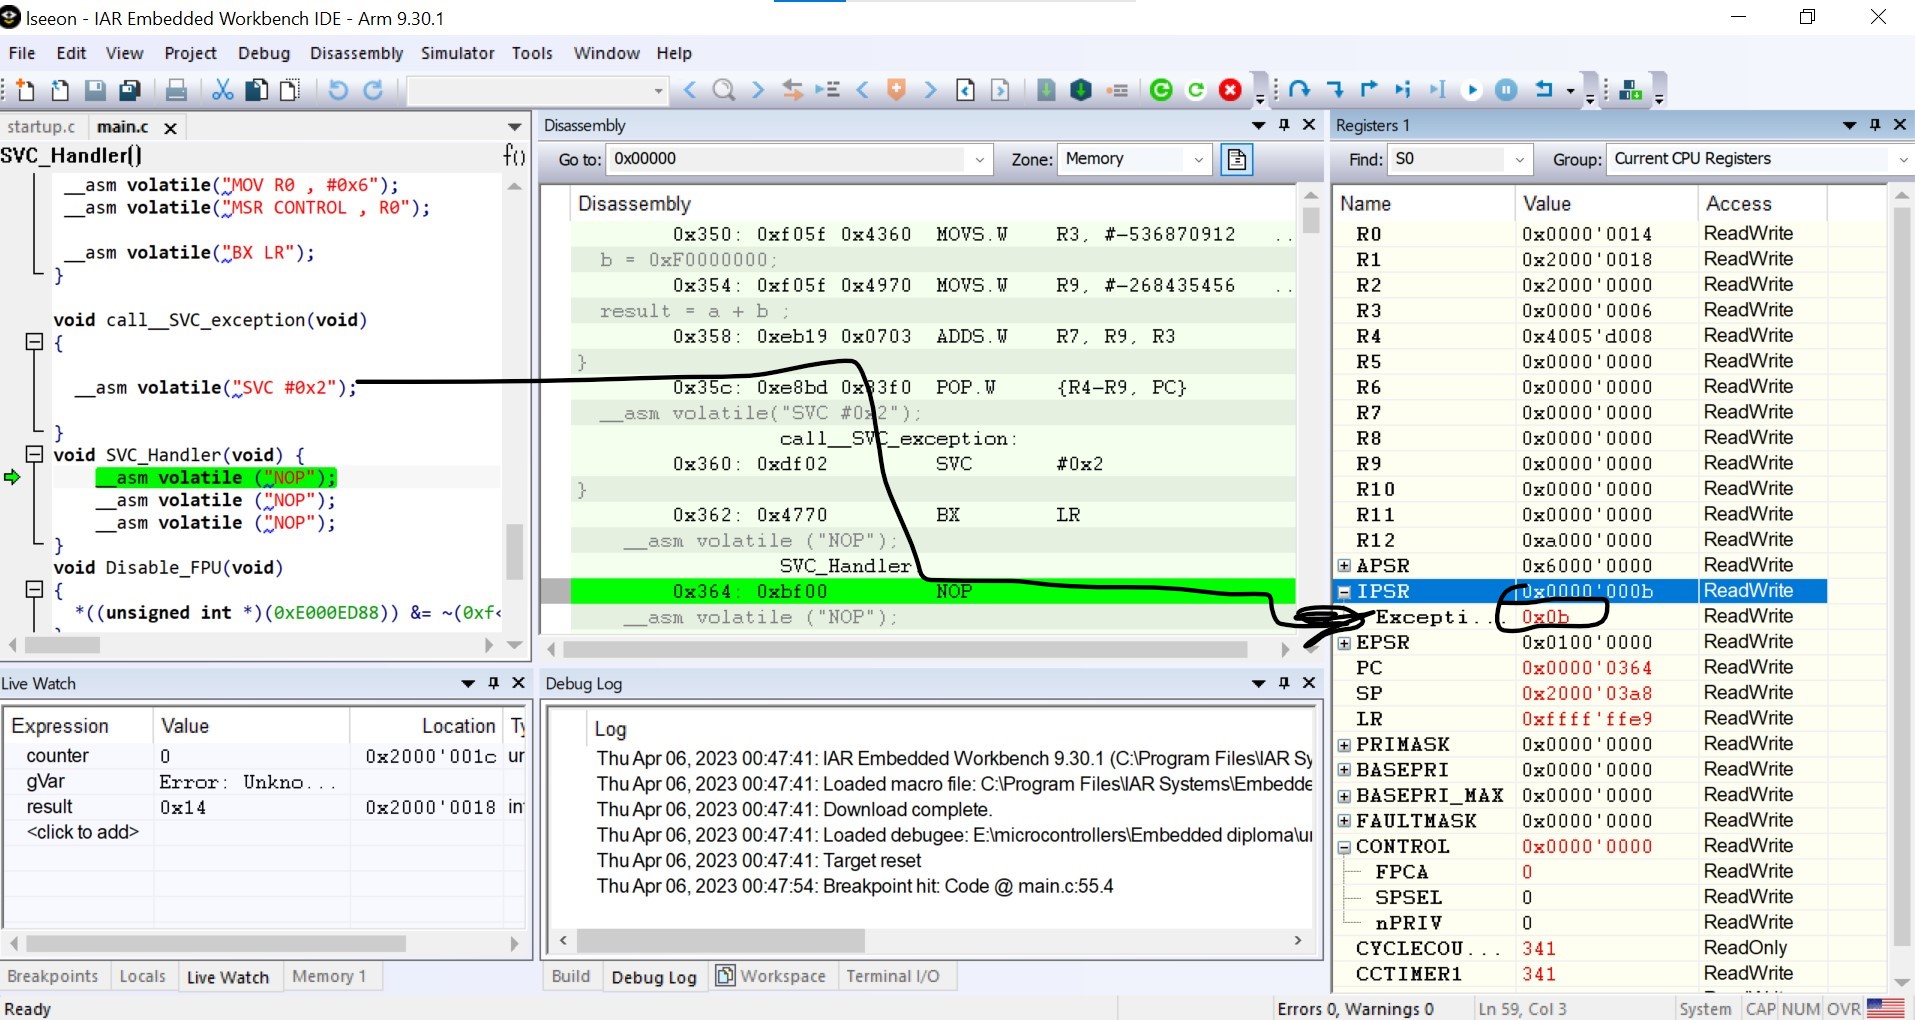 lseeon - IAR Embedded Workbench IDE - Arm 9.30.1
File Edit View Project Debug Disassembly Simulator Tools Window Help
startup.c main.c
SVC_Handler()
f()
__asm volatile("MOV R0 , #0x6");
__asm volatile("MSR CONTROL , R0");
__asm volatile("BX LR");
}
void call__SVC_exception(void)
{
__asm volatile("SVC #0x2");
}
void SVC_Handler(void) {
__asm volatile ("NOP");
__asm volatile ("NOP");
__asm volatile ("NOP");
}
void Disable_FPU(void)
{
*((unsigned int *)(0xE000ED88)) &= ~(0xf<
Disassembly
Go to: 0x00000 Zone: Memory
Disassembly
0x350: 0xf05f 0x4360 MOVS.W R3, #-536870912 ..
b = 0xF0000000;
0x354: 0xf05f 0x4970 MOVS.W R9, #-268435456 ..
result = a + b ;
0x358: 0xeb19 0x0703 ADDS.W R7, R9, R3
}
0x35c: 0xe8bd 0x83f0 POP.W {R4-R9, PC}
__asm volatile("SVC #0x2");
call__SVC_exception:
0x360: 0xdf02 SVC #0x2
}
0x362: 0x4770 BX LR
__asm volatile ("NOP");
SVC_Handler
0x364: 0xbf00 NOP
__asm volatile ("NOP");
Registers 1
Find: S0 Group: Current CPU Registers
Name Value Access
R0 0x0000'0014 ReadWrite
R1 0x2000'0018 ReadWrite
R2 0x2000'0000 ReadWrite
R3 0x0000'0006 ReadWrite
R4 0x4005'd008 ReadWrite
R5 0x0000'0000 ReadWrite
R6 0x0000'0000 ReadWrite
R7 0x0000'0000 ReadWrite
R8 0x0000'0000 ReadWrite
R9 0x0000'0000 ReadWrite
R10 0x0000'0000 ReadWrite
R11 0x0000'0000 ReadWrite
R12 0xa000'0000 ReadWrite
APSR 0x6000'0000 ReadWrite
IPSR 0x0000'000b ReadWrite
Excepti... 0x0b ReadWrite
EPSR 0x0100'0000 ReadWrite
PC 0x0000'0364 ReadWrite
SP 0x2000'03a8 ReadWrite
LR 0xffff'ffe9 ReadWrite
PRIMASK 0x0000'0000 ReadWrite
BASEPRI 0x0000'0000 ReadWrite
BASEPRI_MAX 0x0000'0000 ReadWrite
FAULTMASK 0x0000'0000 ReadWrite
CONTROL 0x0000'0000 ReadWrite
FPCA 0 ReadWrite
SPSEL 0 ReadWrite
nPRIV 0 ReadWrite
CYCLECOU... 341 ReadOnly
CCTIMER1 341 ReadWrite
Live Watch
Expression Value Location Ty
counter 0 0x2000'001c ur
gVar Error: Unkno...
result 0x14 0x2000'0018 in
<click to add>
Breakpoints Locals Live Watch Memory 1
Debug Log
Log
Thu Apr 06, 2023 00:47:41: IAR Embedded Workbench 9.30.1 (C:\Program Files\IAR Sy
Thu Apr 06, 2023 00:47:41: Loaded macro file: C:\Program Files\IAR Systems\Embedde
Thu Apr 06, 2023 00:47:41: Download complete.
Thu Apr 06, 2023 00:47:41: Loaded debugee: E:\microcontrollers\Embedded diploma\u
Thu Apr 06, 2023 00:47:41: Target reset
Thu Apr 06, 2023 00:47:54: Breakpoint hit: Code @ main.c:55.4
Build Debug Log Workspace Terminal I/O
Ready Errors 0, Warnings 0 Ln 59, Col 3 System CAP NUM OVR